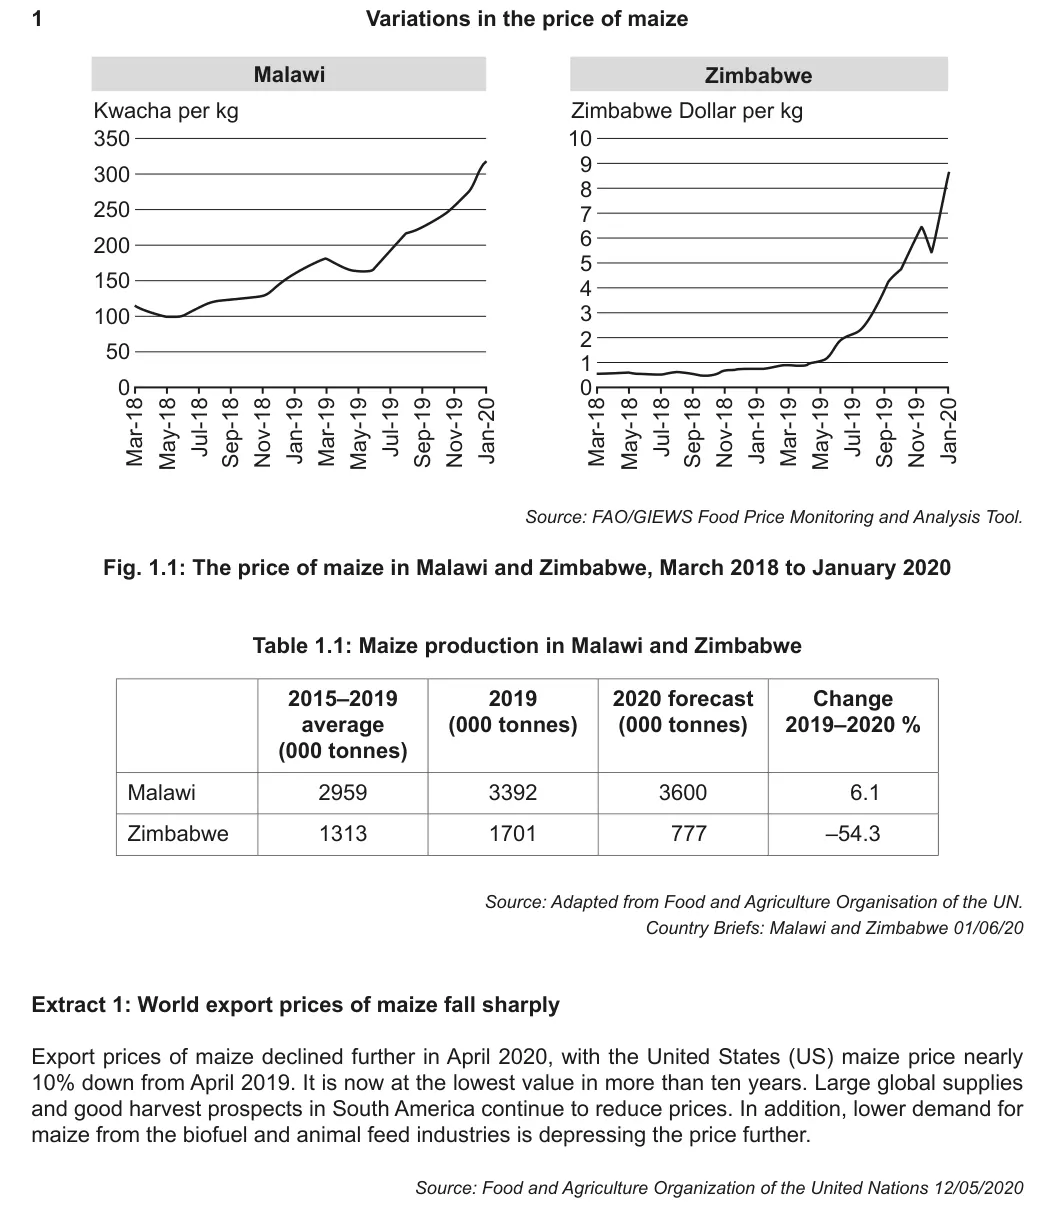 1 Variations in the price of maize
Malawi
Kwacha per kg
350
300
250
200
150
100
50
0
Mar-18
May-18
Jul-18
Sep-18
Nov-18
Jan-19
Mar-19
May-19
Jul-19
Sep-19
Nov-19
Jan-20
Zimbabwe
Zimbabwe Dollar per kg
10
9
8
7
6
5
4
3
2
1
0
Mar-18
May-18
Jul-18
Sep-18
Nov-18
Jan-19
Mar-19
May-19
Jul-19
Sep-19
Nov-19
Jan-20
Source: FAO/GIEWS Food Price Monitoring and Analysis Tool.
Fig. 1.1: The price of maize in Malawi and Zimbabwe, March 2018 to January 2020
Table 1.1: Maize production in Malawi and Zimbabwe
2015–2019 average (000 tonnes) 2019 (000 tonnes) 2020 forecast (000 tonnes) Change 2019–2020 %
Malawi 2959 3392 3600 6.1
Zimbabwe 1313 1701 777 –54.3
Source: Adapted from Food and Agriculture Organisation of the UN.
Country Briefs: Malawi and Zimbabwe 01/06/20
Extract 1: World export prices of maize fall sharply
Export prices of maize declined further in April 2020, with the United States (US) maize price nearly
10% down from April 2019. It is now at the lowest value in more than ten years. Large global supplies
and good harvest prospects in South America continue to reduce prices. In addition, lower demand for
maize from the biofuel and animal feed industries is depressing the price further.
Source: Food and Agriculture Organization of the United Nations 12/05/2020